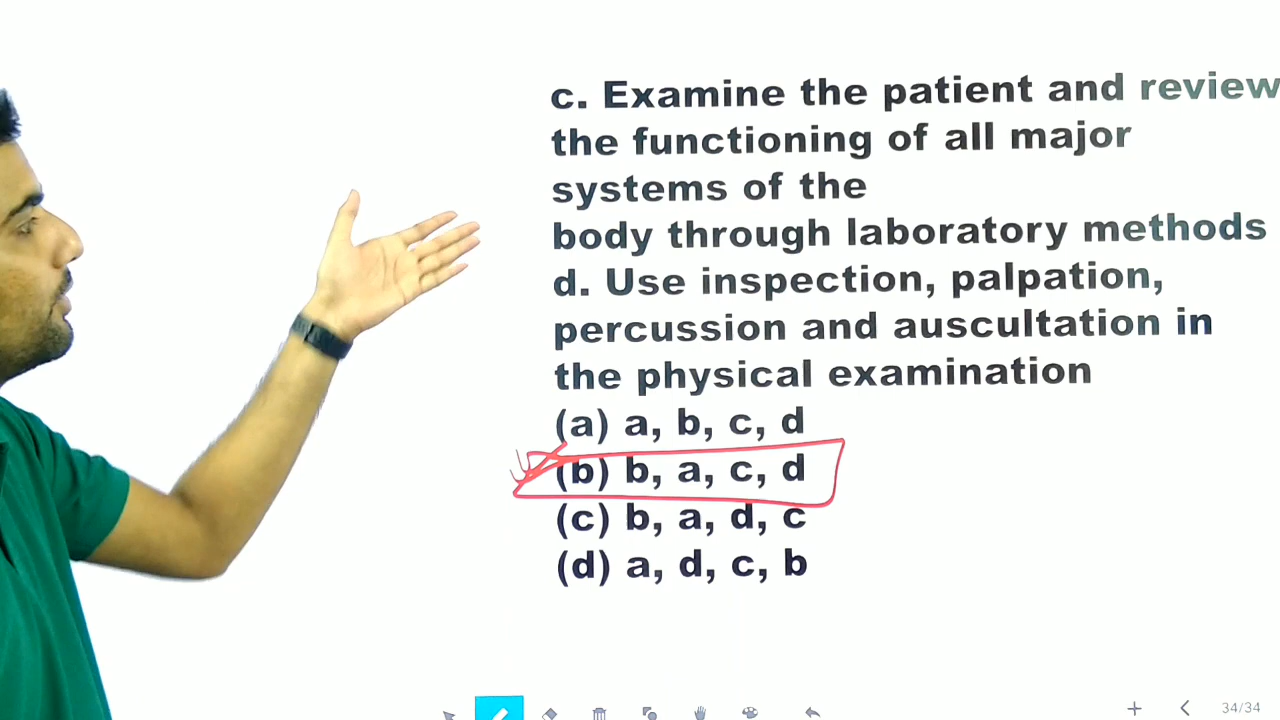 c. Examine the patient and review
the functioning of all major
systems of the
body through laboratory methods
d. Use inspection, palpation,
percussion and auscultation in
the physical examination
(a) a, b, c, d
(b) b, a, c, d
(c) b, a, d, c
(d) a, d, c, b
34/34